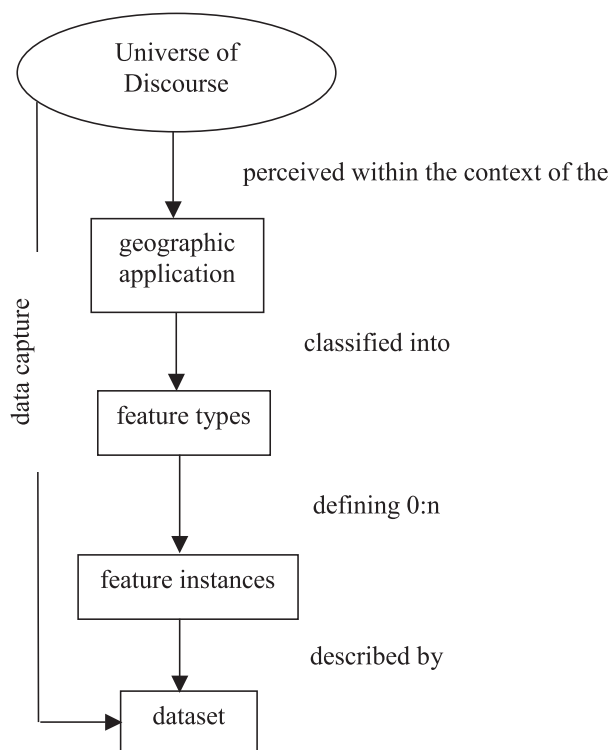 Universe of
Discourse
perceived within the context of the
geographic
application
classified into
data capture
feature types
defining 0:n
feature instances
described by
dataset